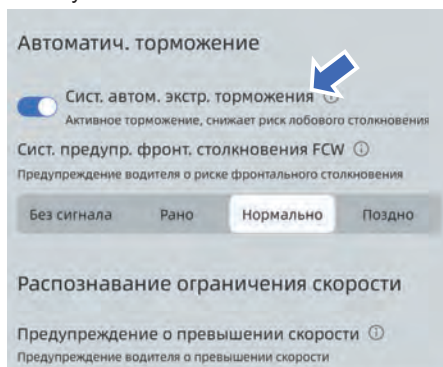 Автоматич. торможение
Сист. автом. экстр. торможения
Активное торможение, снижает риск лобового столкновения
Сист. предупр. фронт. столкновения FCW
Предупреждение водителя о риске фронтального столкновения
Без сигнала Рано Нормально Поздно
Распознавание ограничения скорости
Предупреждение о превышении скорости
Предупреждение водителя о превышении скорости